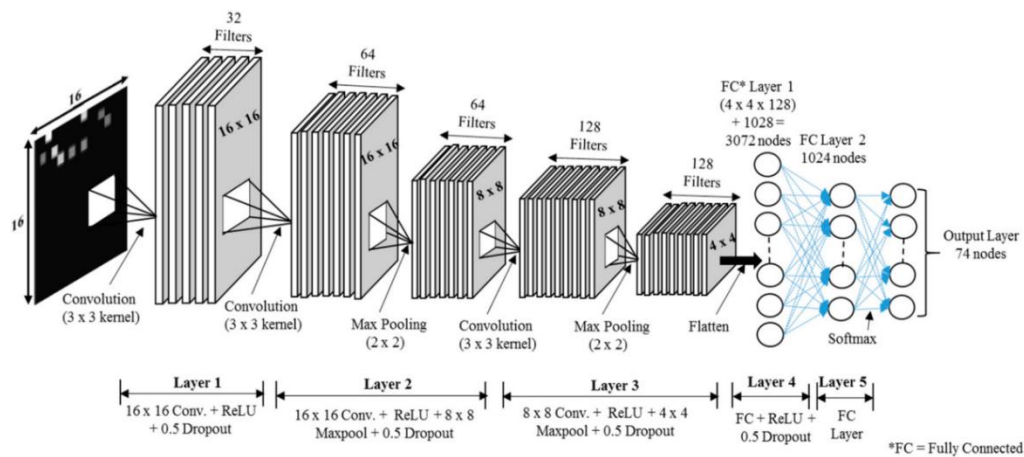 32
Filters
64
Filters
64
Filters
128
Filters
128
Filters
FC* Layer 1
(4 x 4 x 128)
+ 1028 =
3072 nodes
FC Layer 2
1024 nodes
16
16
16 x 16
16 x 16
8 x 8
8 x 8
4 x 4
Convolution
(3 x 3 kernel)
Convolution
(3 x 3 kernel)
Max Pooling
(2 x 2)
Convolution
(3 x 3 kernel)
Max Pooling
(2 x 2)
Flatten
Softmax
Output Layer
74 nodes
Layer 1
16 x 16 Conv. + ReLU
+ 0.5 Dropout
Layer 2
16 x 16 Conv. + ReLU + 8 x 8
Maxpool + 0.5 Dropout
Layer 3
8 x 8 Conv. + ReLU + 4 x 4
Maxpool + 0.5 Dropout
Layer 4
FC + ReLU +
0.5 Dropout
Layer 5
FC
Layer
*FC = Fully Connected